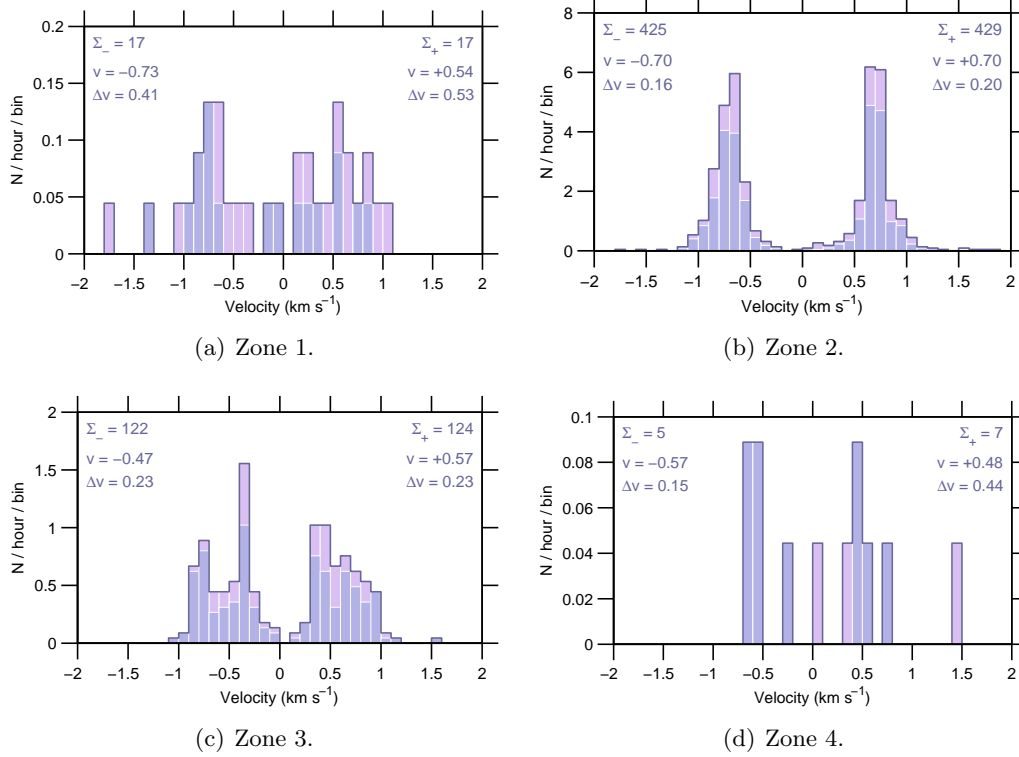 0.2
0.15
0.1
0.05
0
N / hour / bin
Σ− = 17
v = −0.73
Δv = 0.41
Σ+ = 17
v = +0.54
Δv = 0.53
−2 −1.5 −1 −0.5 0 0.5 1 1.5 2
Velocity (km s−1)
(a) Zone 1.
8
6
4
2
0
N / hour / bin
Σ− = 425
v = −0.70
Δv = 0.16
Σ+ = 429
v = +0.70
Δv = 0.20
−2 −1.5 −1 −0.5 0 0.5 1 1.5 2
Velocity (km s−1)
(b) Zone 2.
2
1.5
1
0.5
0
N / hour / bin
Σ− = 122
v = −0.47
Δv = 0.23
Σ+ = 124
v = +0.57
Δv = 0.23
−2 −1.5 −1 −0.5 0 0.5 1 1.5 2
Velocity (km s−1)
(c) Zone 3.
0.1
0.08
0.06
0.04
0.02
0
N / hour / bin
Σ− = 5
v = −0.57
Δv = 0.15
Σ+ = 7
v = +0.48
Δv = 0.44
−2 −1.5 −1 −0.5 0 0.5 1 1.5 2
Velocity (km s−1)
(d) Zone 4.